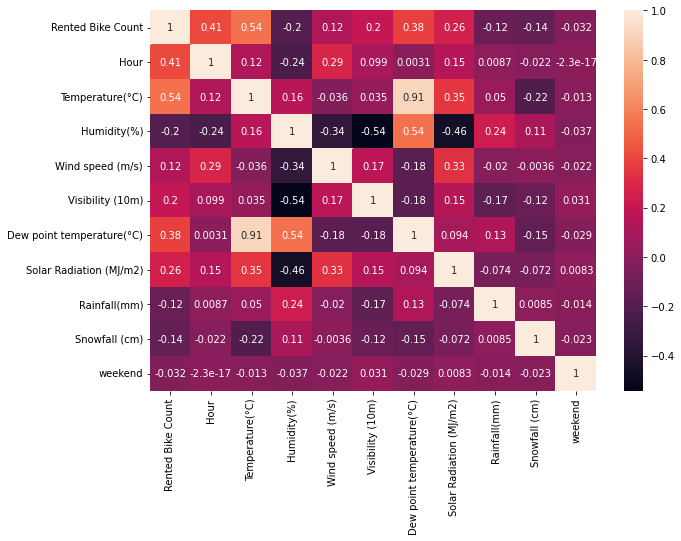 Rented Bike Count 1 0.41 0.54 -0.2 0.12 0.2 0.38 0.26 -0.12 -0.14 -0.032
Hour 0.41 1 0.12 -0.24 0.29 0.099 0.0031 0.15 0.0087 -0.022 -2.3e-17
Temperature(°C) 0.54 0.12 1 0.16 -0.036 0.035 0.91 0.35 0.05 -0.22 -0.013
Humidity(%) -0.2 -0.24 0.16 1 -0.34 -0.54 0.54 -0.46 0.24 0.11 -0.037
Wind speed (m/s) 0.12 0.29 -0.036 -0.34 1 0.17 -0.18 0.33 -0.02 -0.0036 -0.022
Visibility (10m) 0.2 0.099 0.035 -0.54 0.17 1 -0.18 0.15 -0.17 -0.12 0.031
Dew point temperature(°C) 0.38 0.0031 0.91 0.54 -0.18 -0.18 1 0.094 0.13 -0.15 -0.029
Solar Radiation (MJ/m2) 0.26 0.15 0.35 -0.46 0.33 0.15 0.094 1 -0.074 -0.072 0.0083
Rainfall(mm) -0.12 0.0087 0.05 0.24 -0.02 -0.17 0.13 -0.074 1 0.0085 -0.014
Snowfall (cm) -0.14 -0.022 -0.22 0.11 -0.0036 -0.12 -0.15 -0.072 0.0085 1 -0.023
weekend -0.032 -2.3e-17 -0.013 -0.037 -0.022 0.031 -0.029 0.0083 -0.014 -0.023 1
Rented Bike Count
Hour
Temperature(°C)
Humidity(%)
Wind speed (m/s)
Visibility (10m)
Dew point temperature(°C)
Solar Radiation (MJ/m2)
Rainfall(mm)
Snowfall (cm)
weekend
1.0
0.8
0.6
0.4
0.2
0.0
−0.2
−0.4